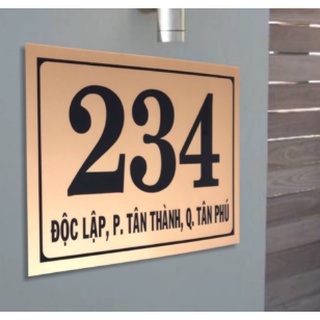 234
ĐỘC LẬP, P. TÂN THÀNH, Q. TÂN PHÚ